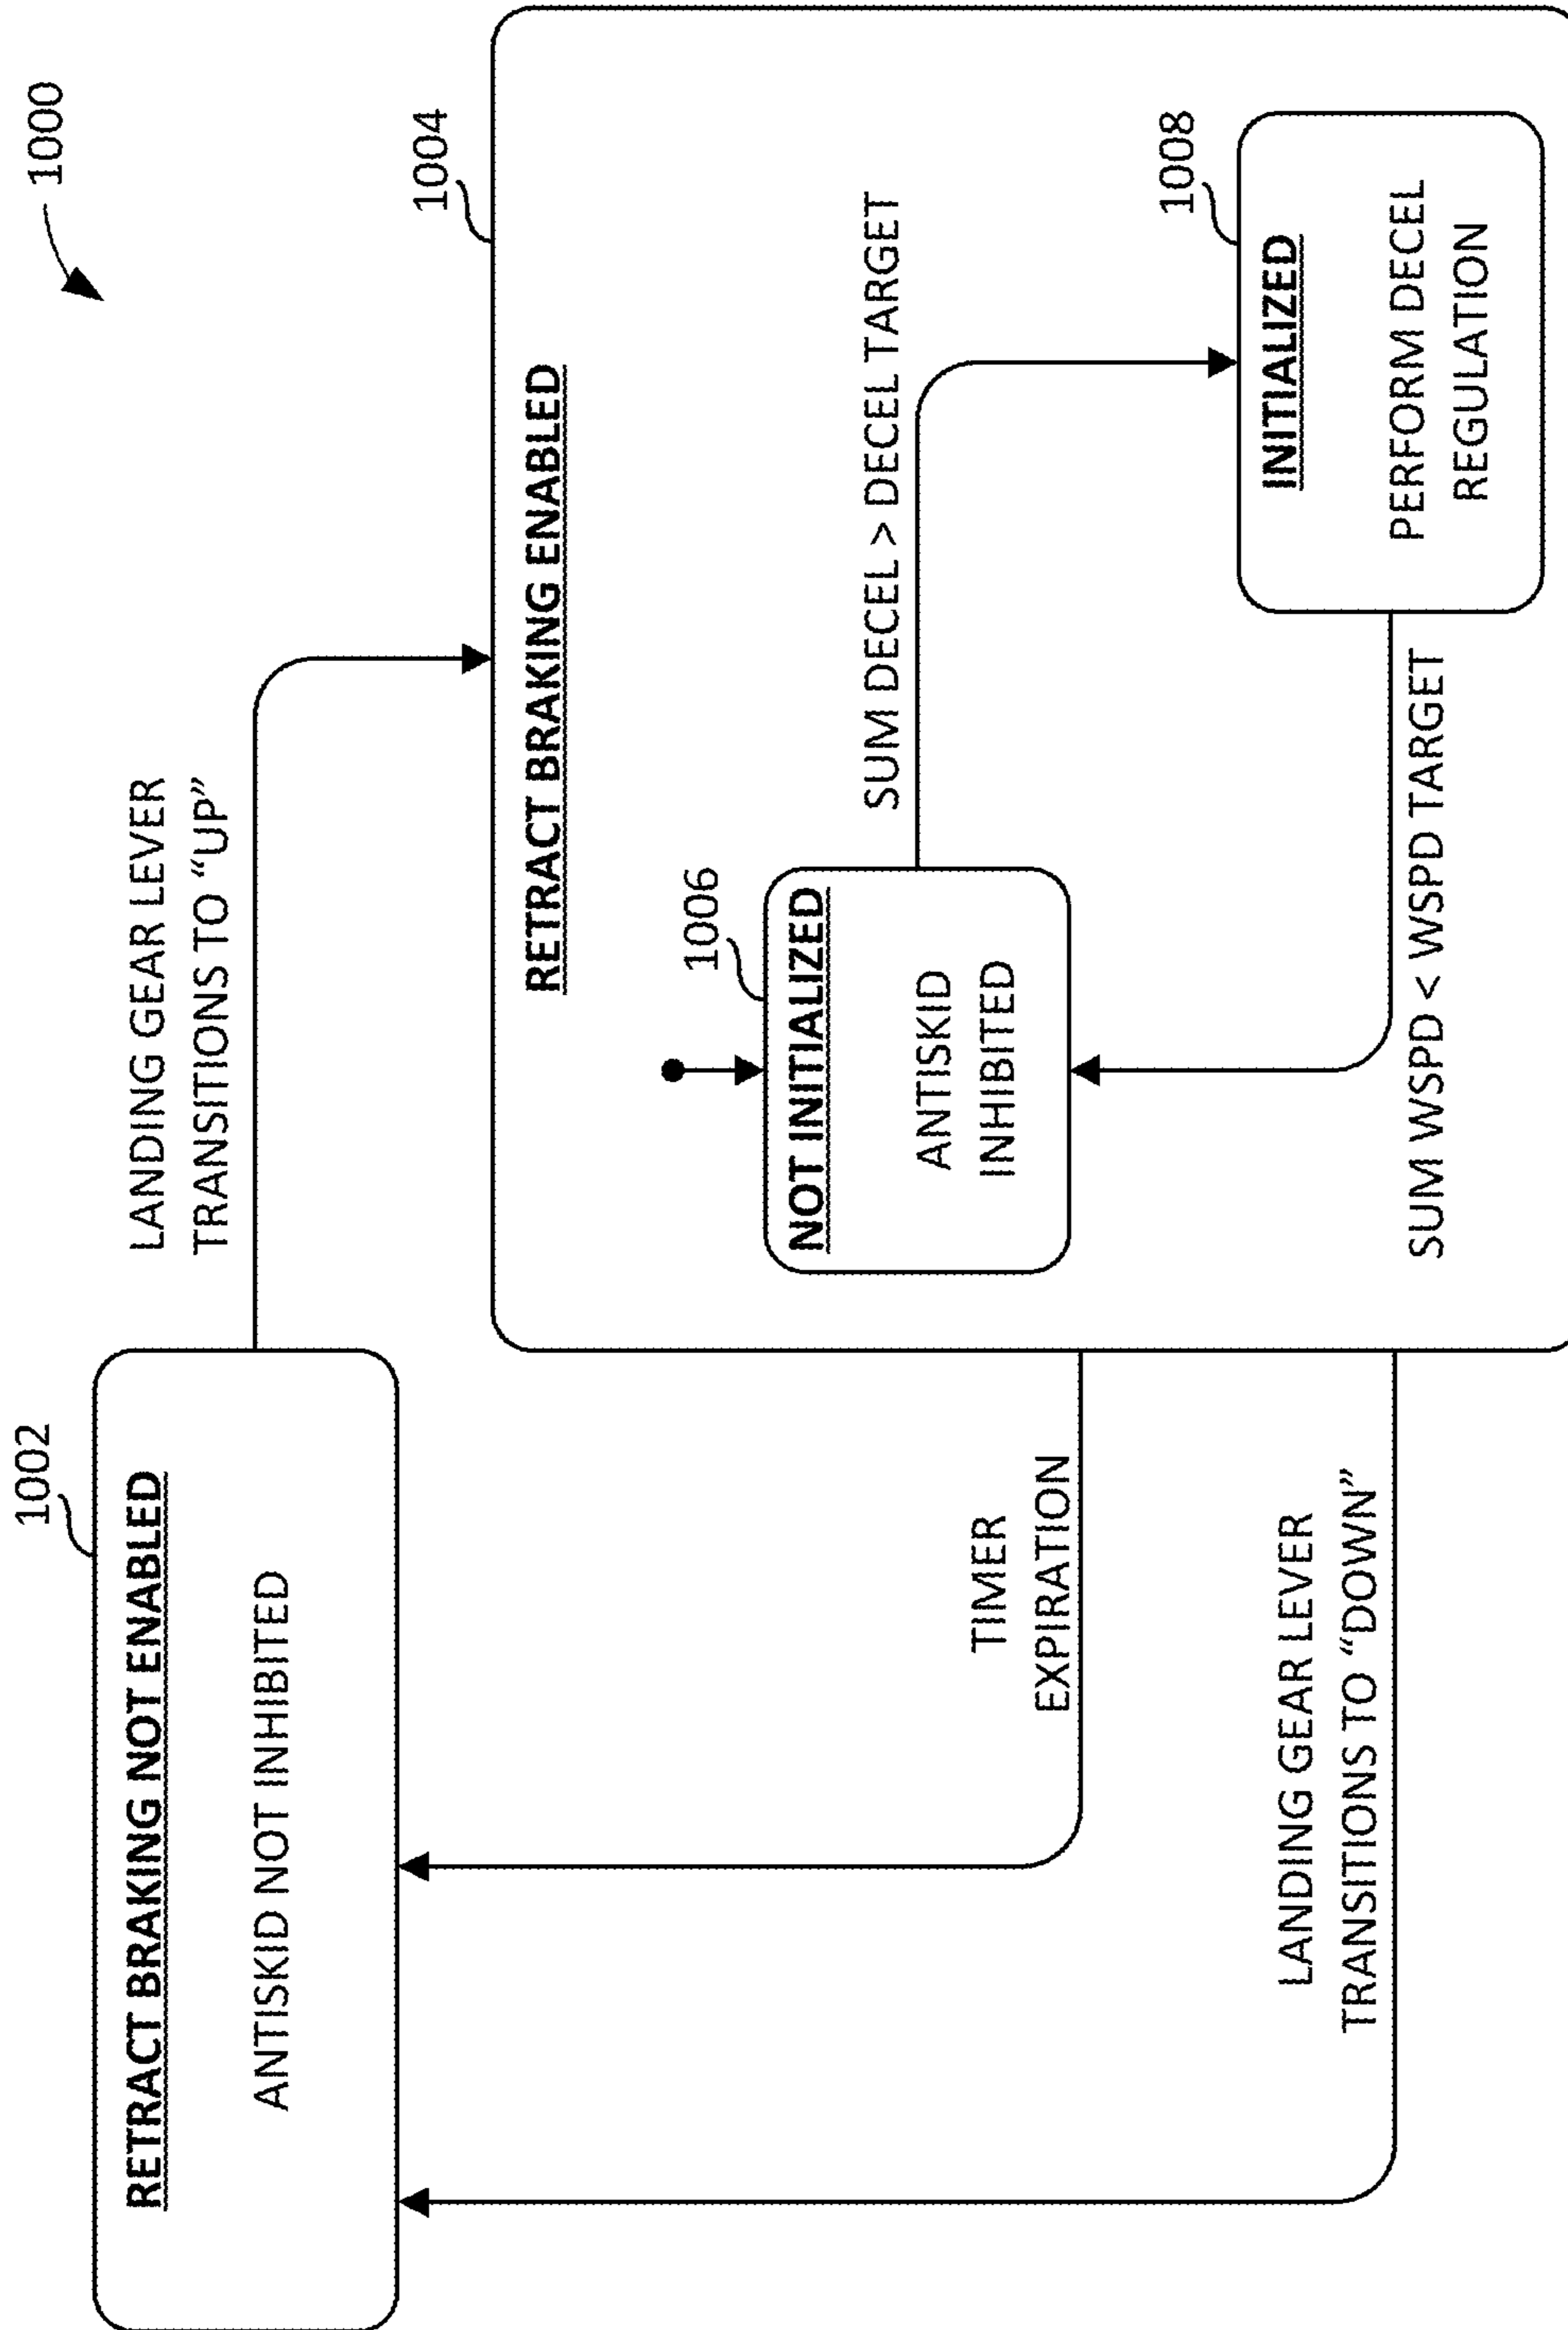 1000
1002
RETRACT BRAKING NOT ENABLED
ANTISKID NOT INHIBITED
LANDING GEAR LEVER
TRANSITIONS TO “UP”
1004
RETRACT BRAKING ENABLED
1006
NOT INITIALIZED
ANTISKID
INHIBITED
SUM DECEL > DECEL TARGET
1008
INITIALIZED
PERFORM DECEL
REGULATION
SUM WSPD < WSPD TARGET
TIMER
EXPIRATION
LANDING GEAR LEVER
TRANSITIONS TO “DOWN”